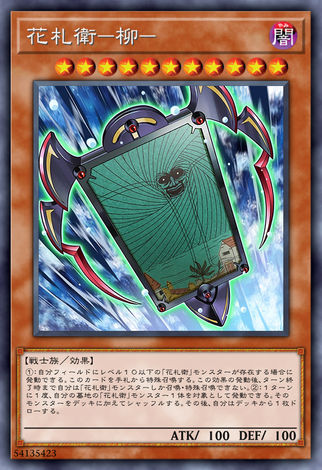 花札衛－柳－
闇
やみ
【戦士族／効果】
①：自分フィールドにレベル１０以下の「花札衛」モンスターが存在する場合に
発動できる。このカードを手札から特殊召喚する。この効果の発動後、ターン終
了時まで自分は「花札衛」モンスターしか召喚・特殊召喚できない。②：１ターン
に１度、自分の墓地の「花札衛」モンスター１体を対象として発動できる。その
モンスターをデッキに加えてシャッフルする。その後、自分はデッキから１枚ド
ローする。
ATK/ 100 DEF/ 100
54135423